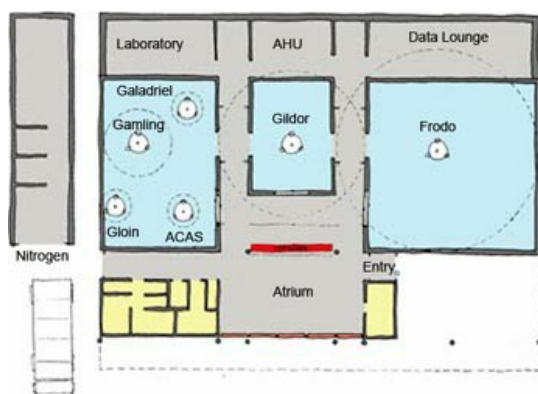 Laboratory
AHU
Data Lounge
Galadriel
Gamling
Gildor
Frodo
Gloin
ACAS
Nitrogen
Entry
Atrium